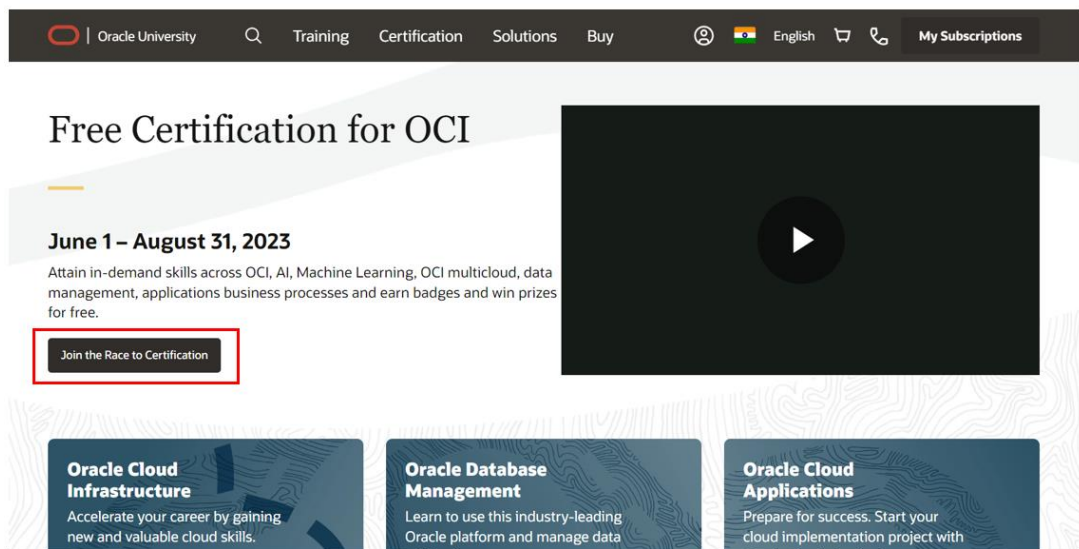 Oracle University Training Certification Solutions Buy English My Subscriptions
Free Certification for OCI
June 1 – August 31, 2023
Attain in-demand skills across OCI, AI, Machine Learning, OCI multicloud, data
management, applications business processes and earn badges and win prizes
for free.
Join the Race to Certification
Oracle Cloud
Infrastructure
Accelerate your career by gaining
new and valuable cloud skills.
Oracle Database
Management
Learn to use this industry-leading
Oracle platform and manage data
Oracle Cloud
Applications
Prepare for success. Start your
cloud implementation project with